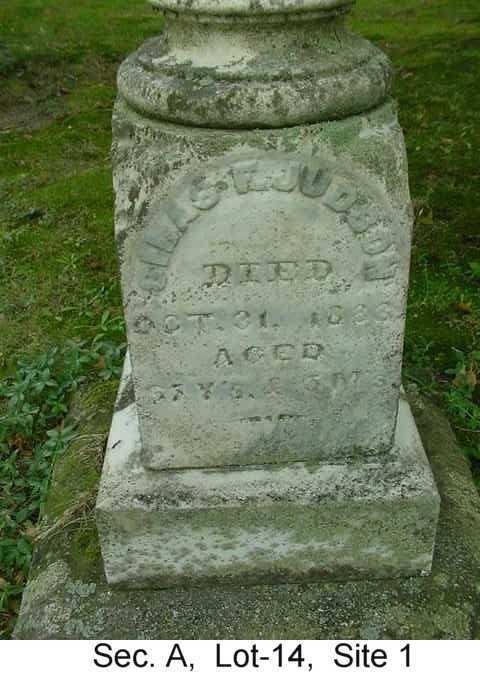 SILAS F. JUDSON
DIED
OCT. 31,
AGED
Sec. A, Lot-14, Site 1